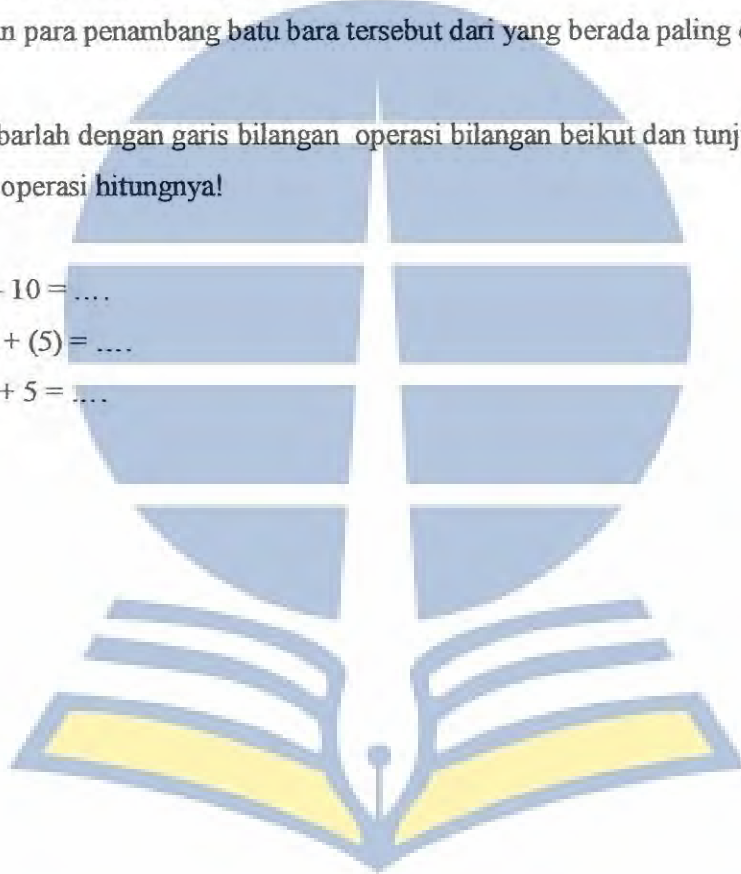 n para penambang batu bara tersebut dari yang berada paling
barlah dengan garis bilangan operasi bilangan beikut dan tunj
operasi hitungnya!
- 10 = ....
+ (5) = ....
+ 5 = ....